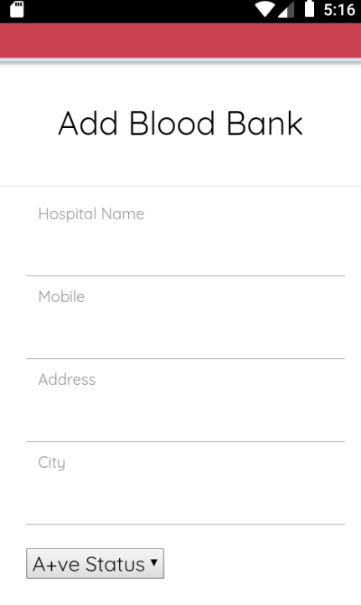 5:16
Add Blood Bank
Hospital Name
Mobile
Address
City
A+ve Status